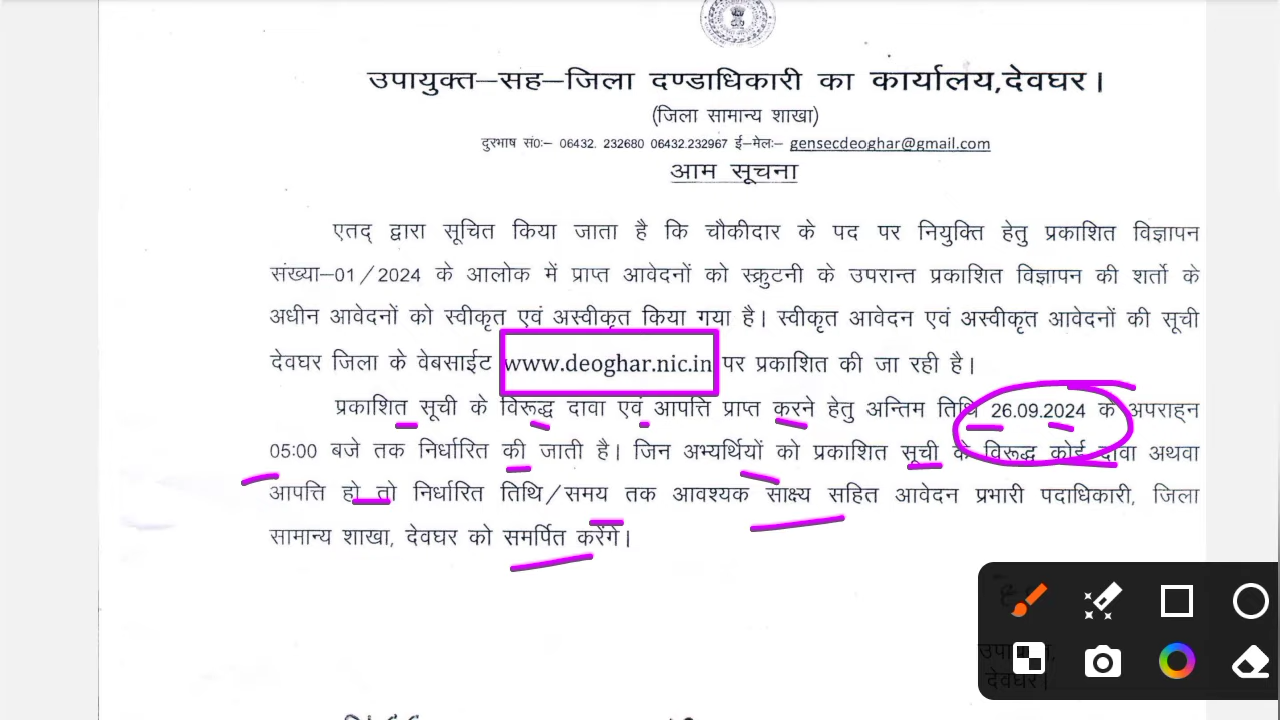 उपायुक्त–सह–जिला दण्डाधिकारी का कार्यालय,देवघर।
(जिला सामान्य शाखा)
दुरभाष सं0:– 06432. 232680 06432.232967 ई–मेलः– gensecdeoghar@gmail.com
आम सूचना
एतद् द्वारा सूचित किया जाता है कि चौकीदार के पद पर नियुक्ति हेतु प्रकाशित विज्ञापन
संख्या–01/2024 के आलोक में प्राप्त आवेदनों को स्क्रुटनी के उपरान्त प्रकाशित विज्ञापन की शर्तो के
अधीन आवेदनों को स्वीकृत एवं अस्वीकृत किया गया है। स्वीकृत आवेदन एवं अस्वीकृत आवेदनों की सूची
देवघर जिला के वेबसाईट www.deoghar.nic.in पर प्रकाशित की जा रही है।
प्रकाशित सूची के विरूद्ध दावा एवं आपत्ति प्राप्त करने हेतु अन्तिम तिथि 26.09.2024 के अपराह्न
05:00 बजे तक निर्धारित की जाती है। जिन अभ्यर्थियों को प्रकाशित सूची के विरूद्ध कोई दावा अथवा
आपत्ति हो तो निर्धारित तिथि/समय तक आवश्यक साक्ष्य सहित आवेदन प्रभारी पदाधिकारी, जिला
सामान्य शाखा, देवघर को समर्पित करेंगे।
देवघर।